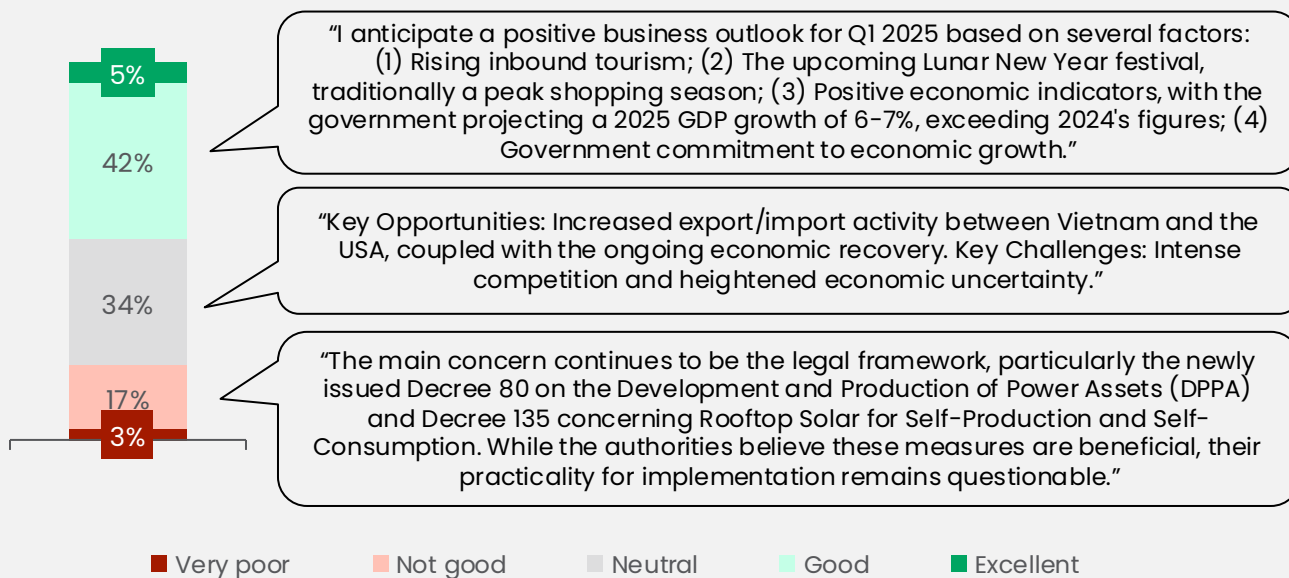 5%
42%
34%
17%
3%
“I anticipate a positive business outlook for Q1 2025 based on several factors:
(1) Rising inbound tourism; (2) The upcoming Lunar New Year festival,
traditionally a peak shopping season; (3) Positive economic indicators, with the
government projecting a 2025 GDP growth of 6-7%, exceeding 2024's figures; (4)
Government commitment to economic growth.”
“Key Opportunities: Increased export/import activity between Vietnam and the
USA, coupled with the ongoing economic recovery. Key Challenges: Intense
competition and heightened economic uncertainty.”
“The main concern continues to be the legal framework, particularly the newly
issued Decree 80 on the Development and Production of Power Assets (DPPA)
and Decree 135 concerning Rooftop Solar for Self-Production and Self-
Consumption. While the authorities believe these measures are beneficial, their
practicality for implementation remains questionable.”
Very poor
Not good
Neutral
Good
Excellent